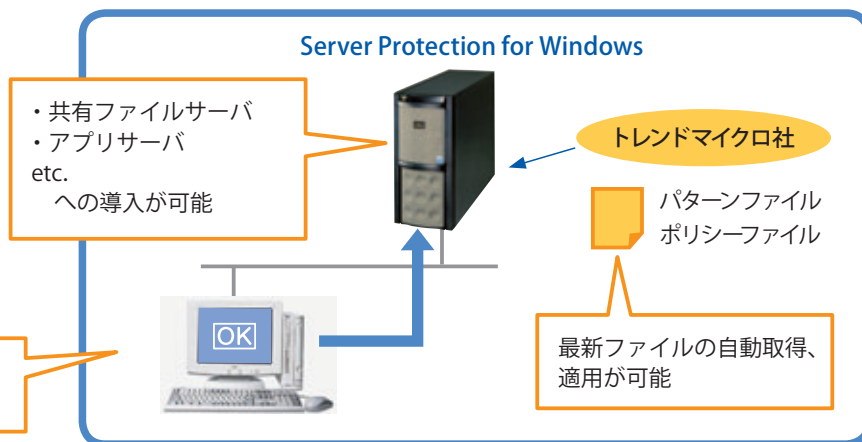 Server Protection for Windows
・共有ファイルサーバ
・アプリサーバ
etc.
への導入が可能
トレンドマイクロ社
パターンファイル
ポリシーファイル
OK
最新ファイルの自動取得、
適用が可能